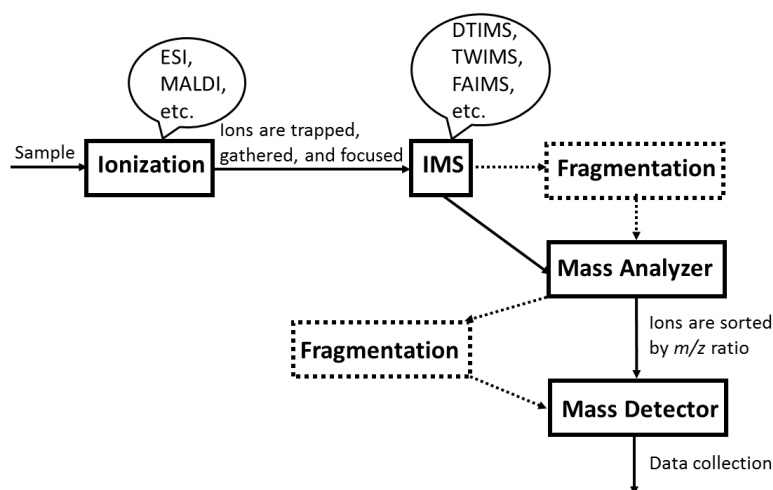 ESI,
MALDI,
etc.
DTIMS,
TWIMS,
FAIMS,
etc.
Sample
Ionization
Ions are trapped,
gathered, and focused
IMS
Fragmentation
Mass Analyzer
Fragmentation
Ions are sorted
by m/z ratio
Mass Detector
Data collection